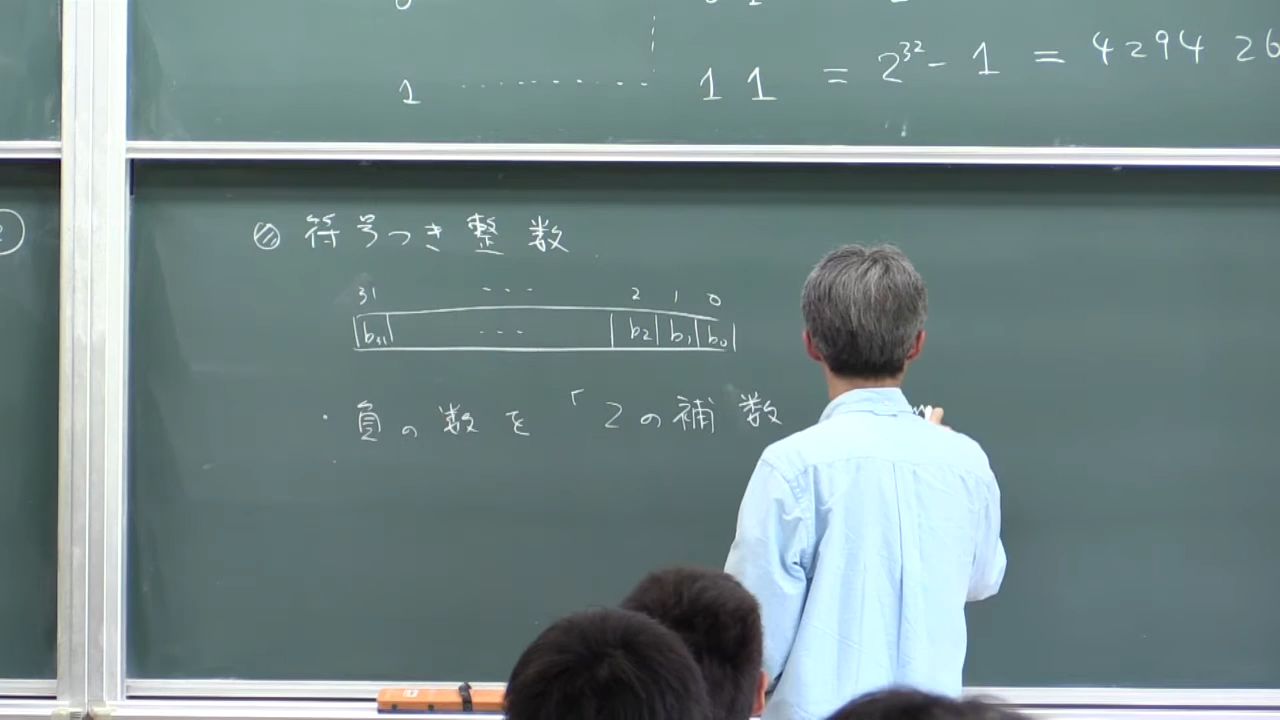 1 ········ 1 1 = 2^32 - 1 = 4294 26
符号つき整数
31 ··· 2 1 0
b31 ··· b2 b1 b0
・負の数を「2の補数